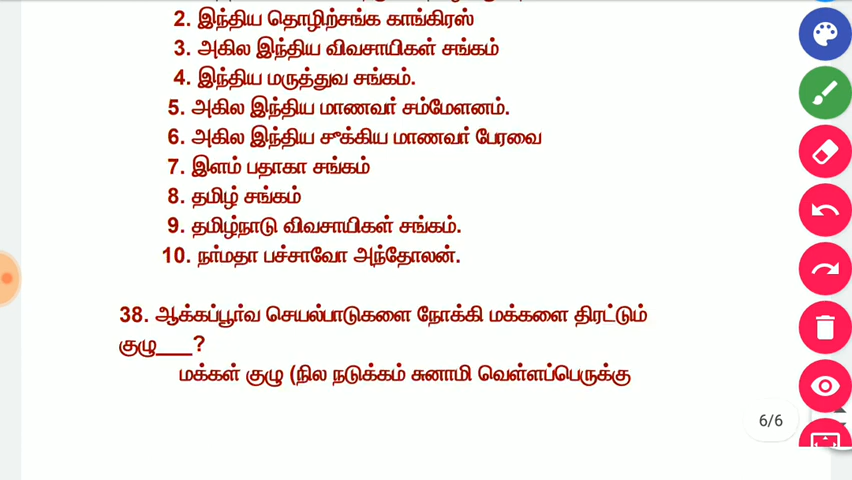 2. இந்திய தொழிற்சங்க காங்கிரஸ்
3. அகில இந்திய விவசாயிகள் சங்கம்
4. இந்திய மருத்துவ சங்கம்.
5. அகில இந்திய மாணவர் சம்மேளனம்.
6. அகில இந்திய சூக்கிய மாணவர் பேரவை
7. இளம் பதாகா சங்கம்
8. தமிழ் சங்கம்
9. தமிழ்நாடு விவசாயிகள் சங்கம்.
10. நர்மதா பச்சாவோ அந்தோலன்.
38. ஆக்கப்பூர்வ செயல்பாடுகளை நோக்கி மக்களை திரட்டும்
குழு___?
மக்கள் குழு (நில நடுக்கம் சுனாமி வெள்ளப்பெருக்கு
6/6